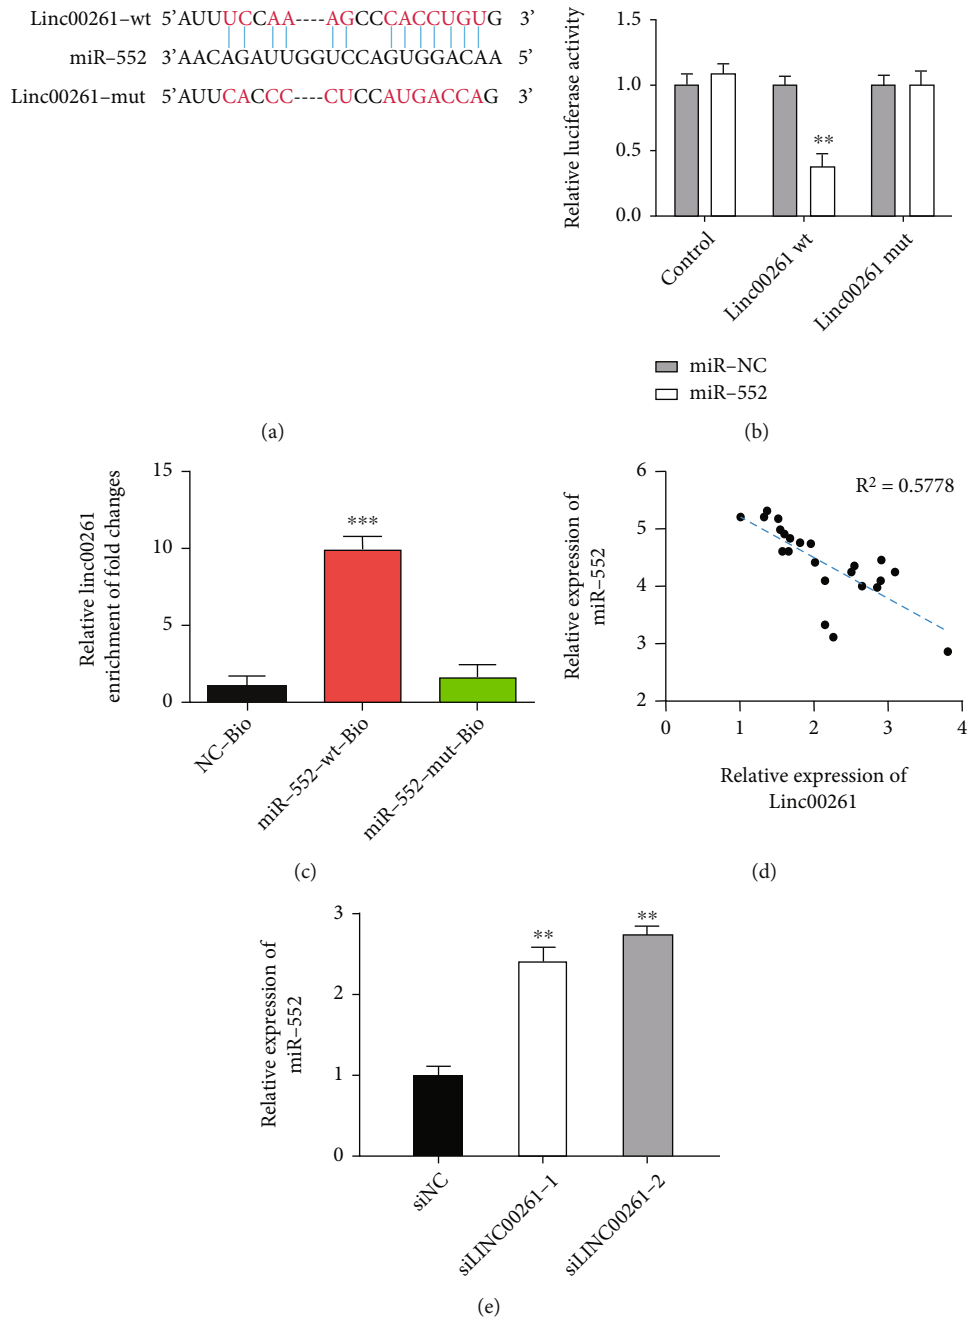 Linc00261–wt 5’AUUUCCAA----AGCCCACCUGUG 3’
miR–552 3’AACAGAUUGGUCCAGUGGACAA 5’
Linc00261–mut 5’AUUCACCC----CUCCAUGACCAG 3’
(a)
Relative luciferase activity
1.5
1.0
0.5
0.0
**
Control
Linc00261 wt
Linc00261 mut
miR–NC
miR–552
(b)
Relative linc00261
enrichment of fold changes
15
10
5
0
***
NC–Bio
miR–552–wt–Bio
miR–552–mut–Bio
(c)
Relative expression of
miR–552
6
5
4
3
2
R² = 0.5778
0 1 2 3 4
Relative expression of
Linc00261
(d)
Relative expression of
miR–552
3
2
1
0
**
**
siNC
siLINC00261–1
siLINC00261–2
(e)